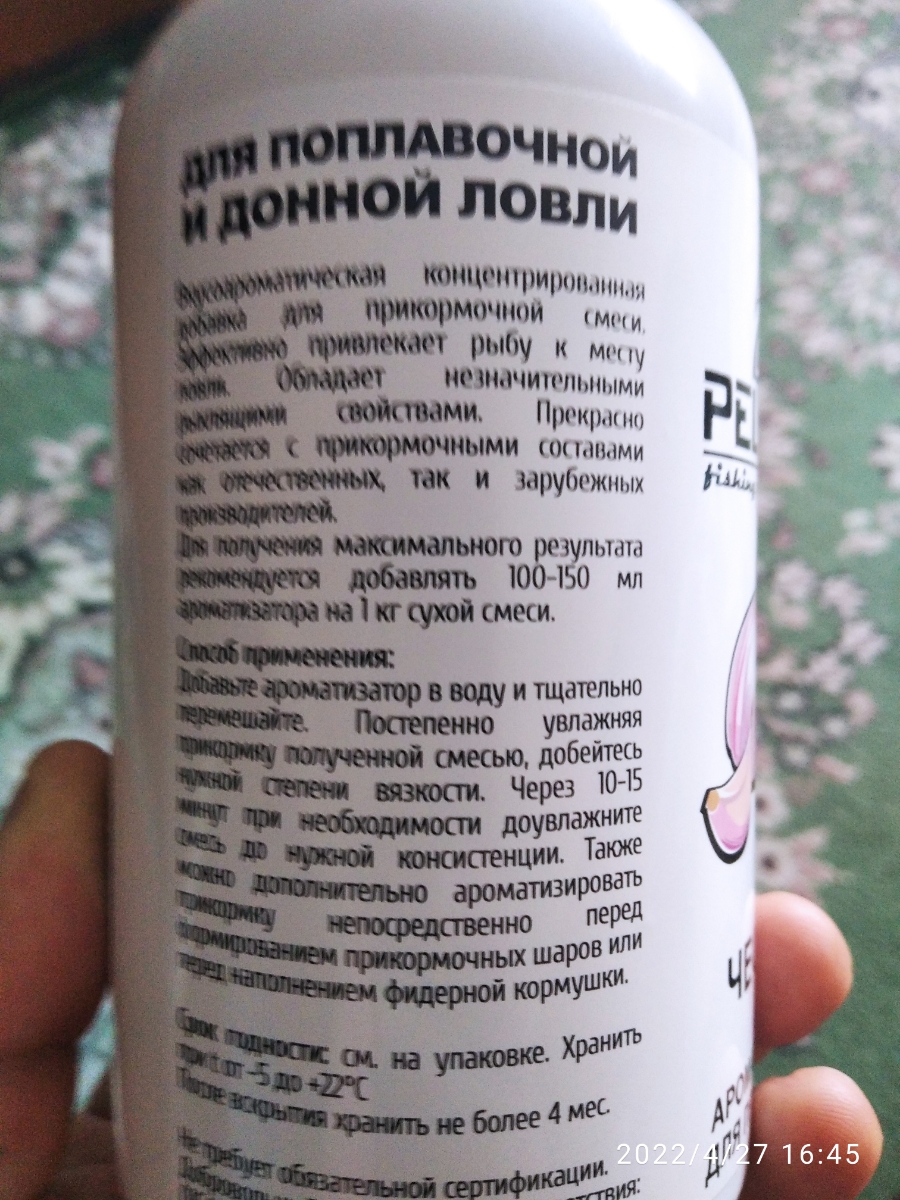 ДЛЯ ПОПЛАВОЧНОЙ
И ДОННОЙ ЛОВЛИ
Вкусоароматическая концентрированная
добавка для прикормочной смеси.
Эффективно привлекает рыбу к месту
ловли. Обладает незначительными
пылящими свойствами. Прекрасно
сочетается с прикормочными составами
как отечественных, так и зарубежных
производителей.
Для получения максимального результата
рекомендуется добавлять 100-150 мл
ароматизатора на 1 кг сухой смеси.
Способ применения:
Добавьте ароматизатор в воду и тщательно
перемешайте. Постепенно увлажняя
прикормку полученной смесью, добейтесь
нужной степени вязкости. Через 10-15
минут при необходимости доувлажните
смесь до нужной консистенции. Также
можно дополнительно ароматизировать
прикормку непосредственно перед
формированием прикормочных шаров или
перед наполнением фидерной кормушки.
Срок годности: см. на упаковке. Хранить
при t от -5 до +22°C
После вскрытия хранить не более 4 мес.
Не требует обязательной сертификации.
PE
fishing
ЧЕ
АРО
ДЛЯ
2022/4/27 16:45